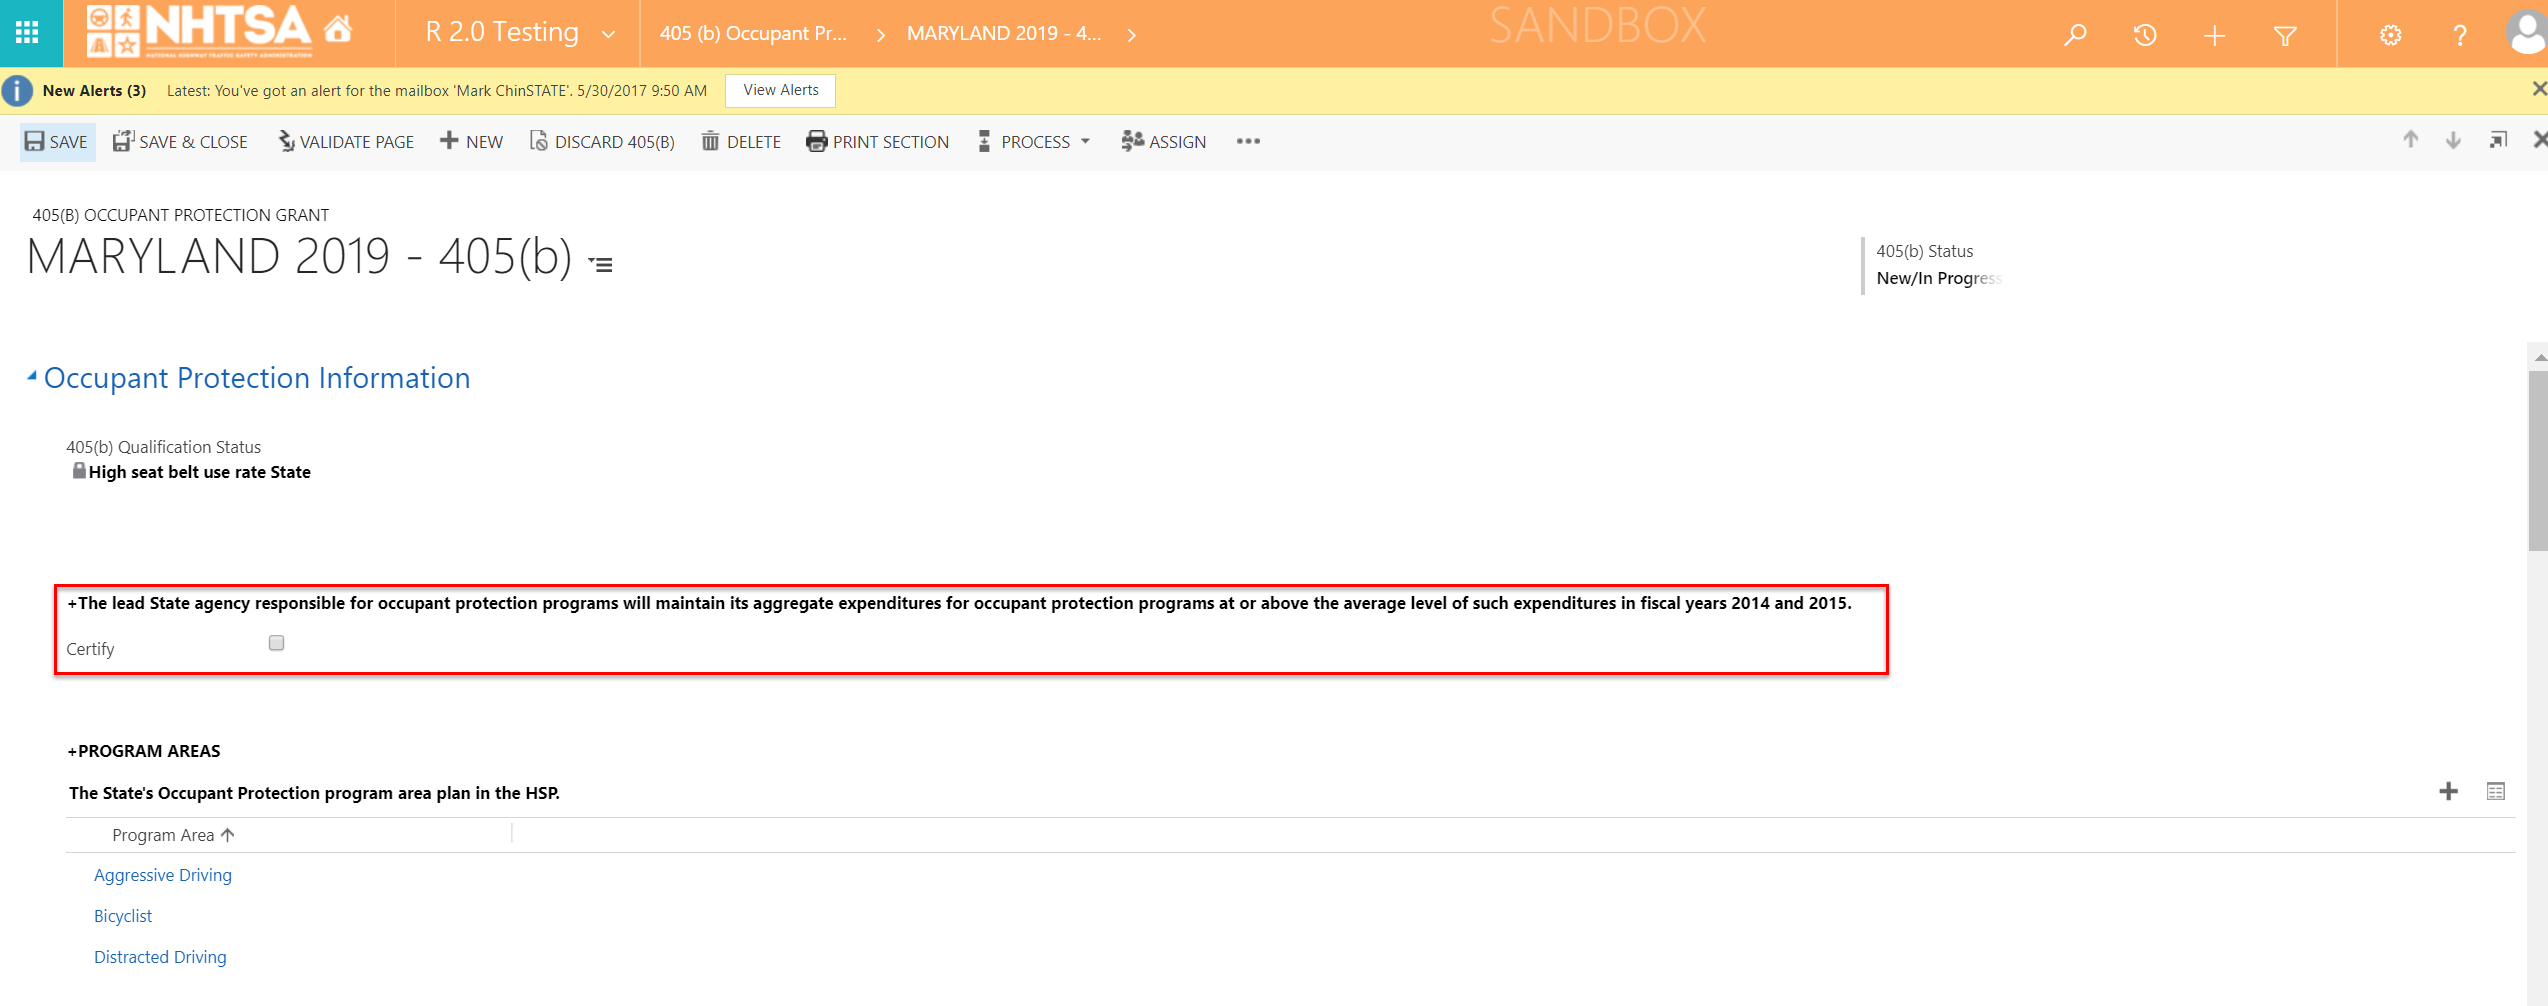 NHTSA
NATIONAL HIGHWAY TRAFFIC SAFETY ADMINISTRATION
R 2.0 Testing
405 (b) Occupant Pr...
MARYLAND 2019 - 4...
SANDBOX
New Alerts (3) Latest: You've got an alert for the mailbox 'Mark ChinSTATE'. 5/30/2017 9:50 AM View Alerts
SAVE SAVE & CLOSE VALIDATE PAGE NEW DISCARD 405(B) DELETE PRINT SECTION PROCESS ASSIGN •••
405(B) OCCUPANT PROTECTION GRANT
MARYLAND 2019 - 405(b)
405(b) Status
New/In Progress
Occupant Protection Information
405(b) Qualification Status
High seat belt use rate State
+The lead State agency responsible for occupant protection programs will maintain its aggregate expenditures for occupant protection programs at or above the average level of such expenditures in fiscal years 2014 and 2015.
Certify
+PROGRAM AREAS
The State's Occupant Protection program area plan in the HSP.
Program Area
Aggressive Driving
Bicyclist
Distracted Driving